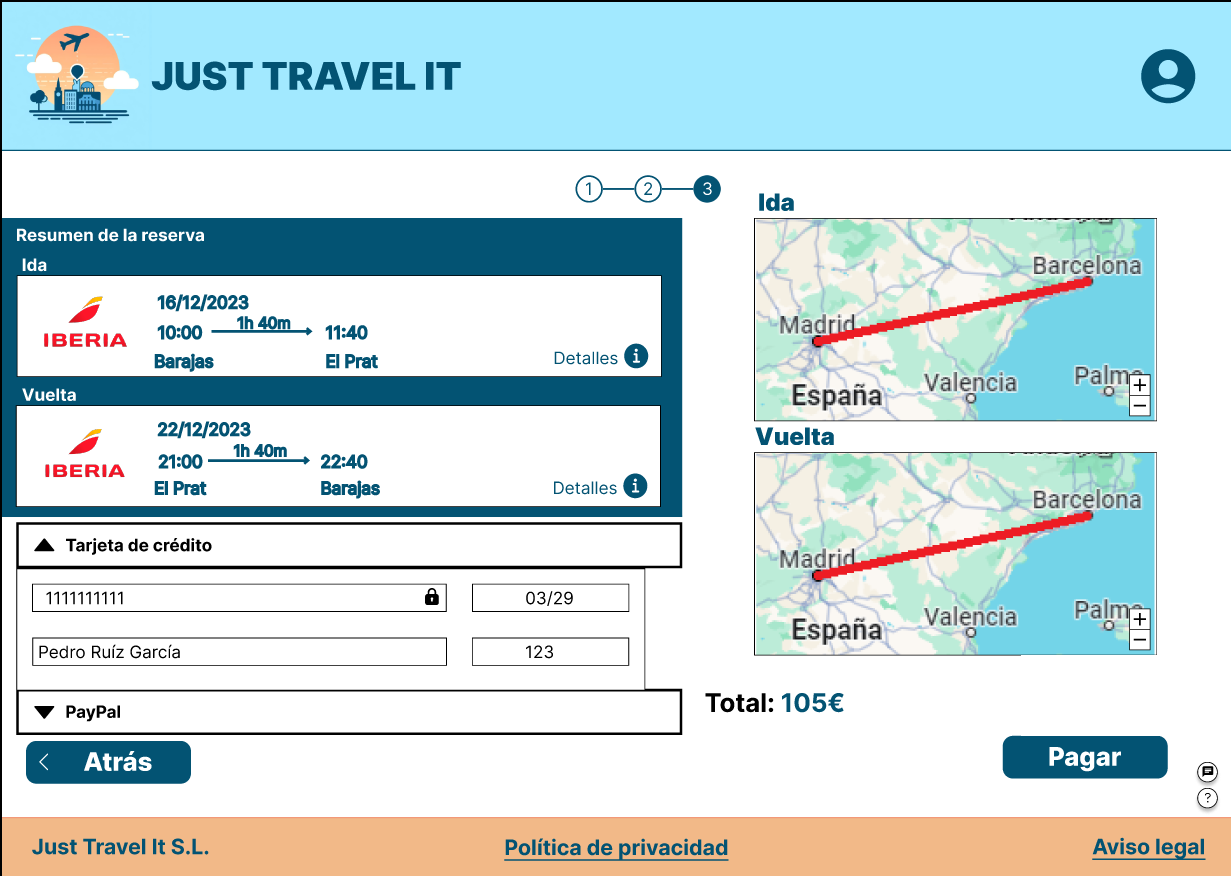 JUST TRAVEL IT
1 2 3
Resumen de la reserva
Ida
IBERIA
16/12/2023
10:00 1h 40m 11:40
Barajas El Prat
Detalles i
Vuelta
IBERIA
22/12/2023
21:00 1h 40m 22:40
El Prat Barajas
Detalles i
Tarjeta de crédito
1111111111 03/29
Pedro Ruíz García 123
PayPal
Atrás
Ida
Barcelona
Madrid
Valencia Palma
España
+
−
Vuelta
Barcelona
Madrid
Valencia Palma
España
+
−
Total: 105€
Pagar
?
Just Travel It S.L. Política de privacidad Aviso legal